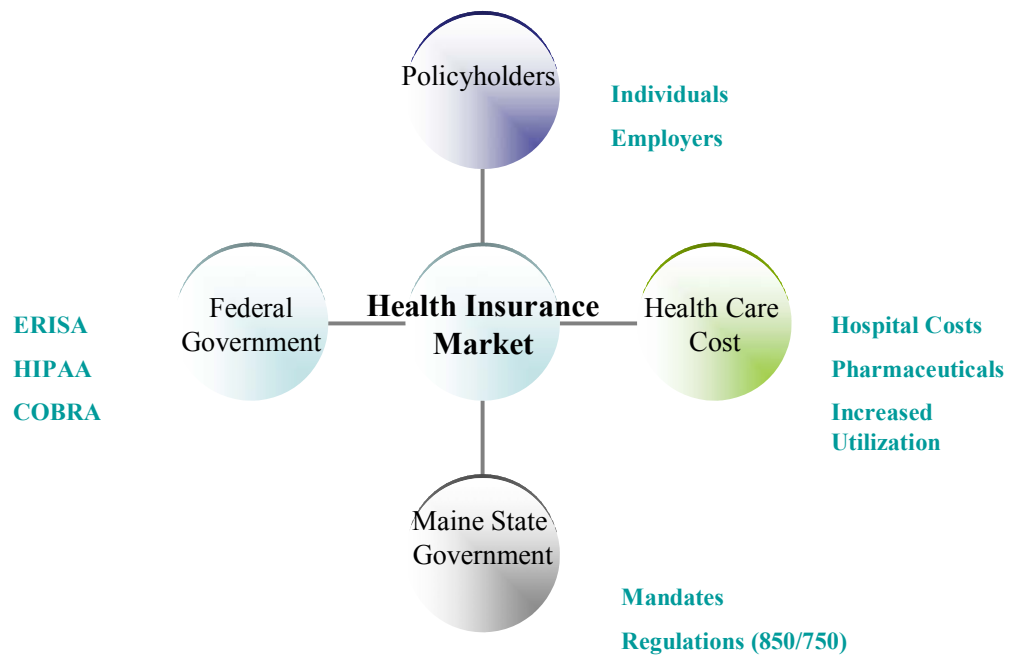 Policyholders
Individuals
Employers
Federal
Government
ERISA
HIPAA
COBRA
Health Insurance
Market
Health Care
Cost
Hospital Costs
Pharmaceuticals
Increased
Utilization
Maine State
Government
Mandates
Regulations (850/750)